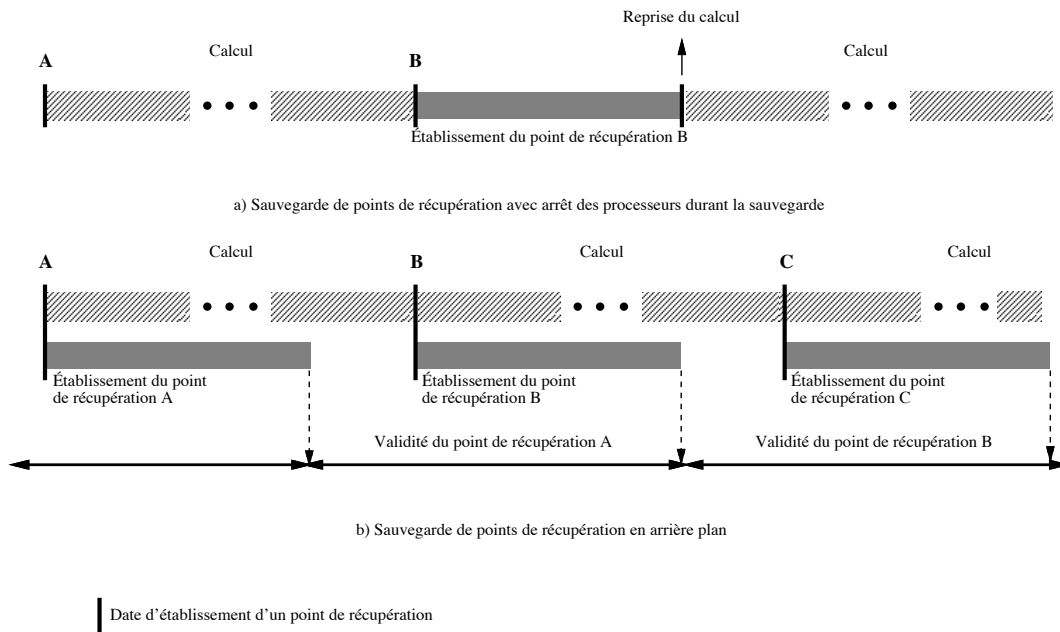 Reprise du calcul
Calcul
Calcul
A
B
Établissement du point de récupération B
a) Sauvegarde de points de récupération avec arrêt des processeurs durant la sauvegarde
Calcul
Calcul
Calcul
A
B
C
Établissement du point
de récupération A
Établissement du point
de récupération B
Établissement du point
de récupération C
Validité du point de récupération A
Validité du point de récupération B
b) Sauvegarde de points de récupération en arrière plan
Date d'établissement d'un point de récupération